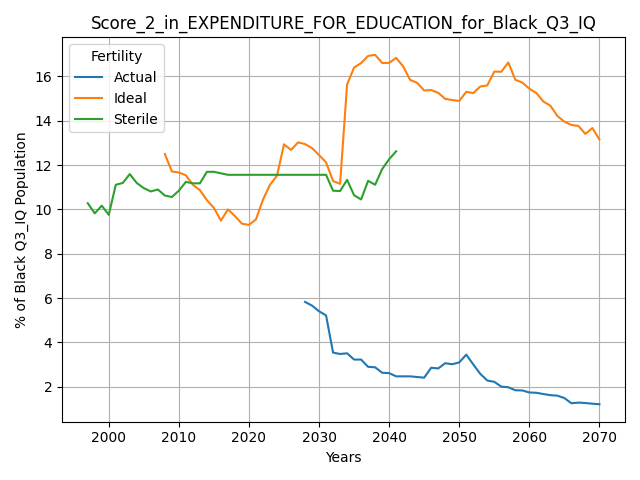 Score_2_in_EXPENDITURE_FOR_EDUCATION_for_Black_Q3_IQ
Fertility
Actual
Ideal
Sterile
% of Black Q3_IQ Population
16
14
12
10
8
6
4
2
2000 2010 2020 2030 2040 2050 2060 2070
Years